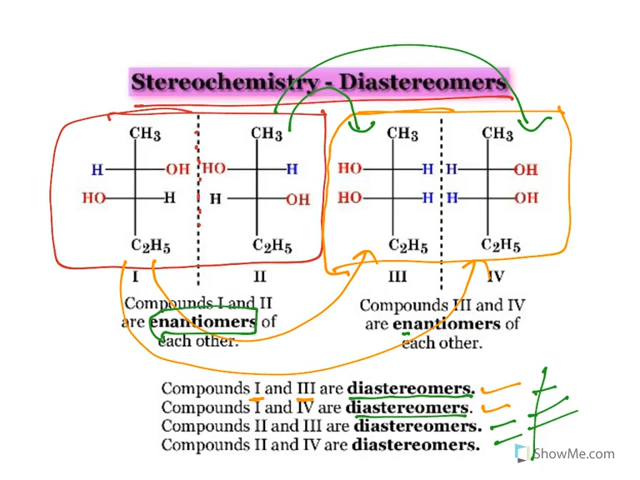 Stereochemistry - Diastereomers
CH3 CH3 CH3 CH3
H OH HO H HO H H OH
HO H H OH HO H H OH
C2H5 C2H5 C2H5 C2H5
I II III IV
Compounds I and II
are enantiomers of
each other.
Compounds III and IV
are enantiomers of
each other.
Compounds I and III are diastereomers.
Compounds I and IV are diastereomers.
Compounds II and III are diastereomers.
Compounds II and IV are diastereomers.
ShowMe.com